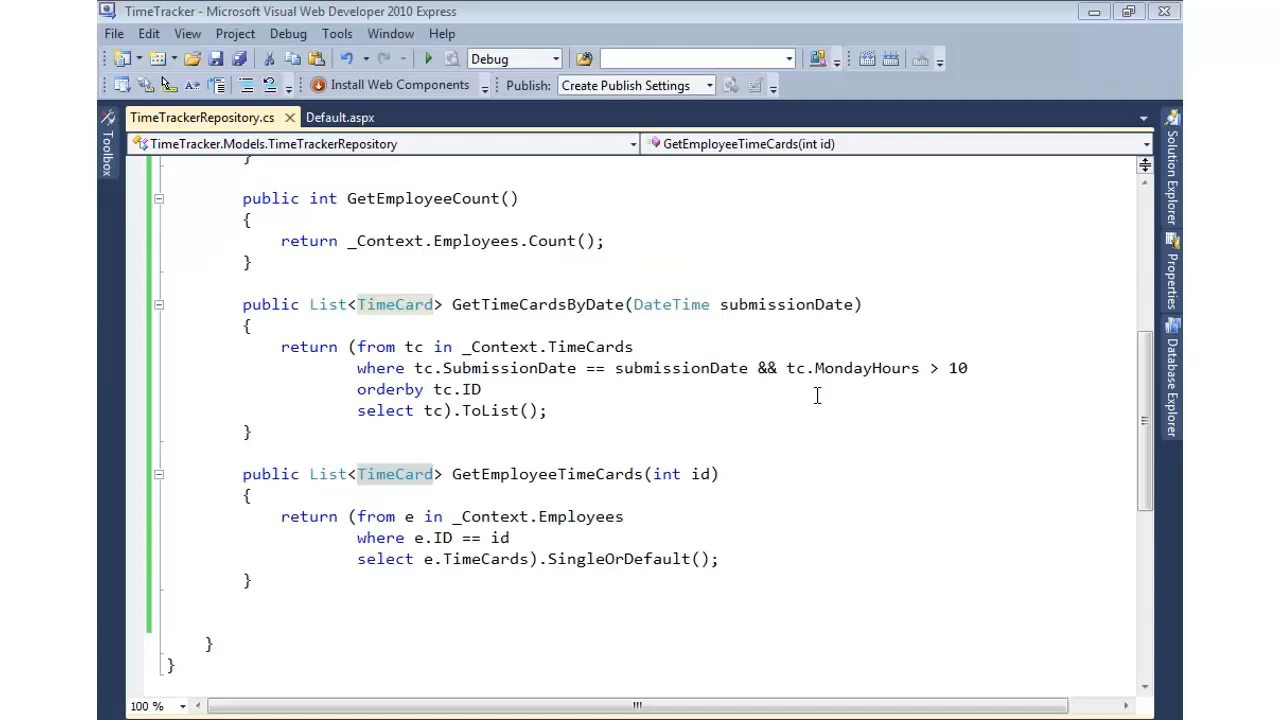 TimeTracker - Microsoft Visual Web Developer 2010 Express
File Edit View Project Debug Tools Window Help
Debug
Install Web Components Publish: Create Publish Settings
TimeTrackerRepository.cs Default.aspx
TimeTracker.Models.TimeTrackerRepository GetEmployeeTimeCards(int id)
Toolbox
}
public int GetEmployeeCount()
{
return _Context.Employees.Count();
}
public List<TimeCard> GetTimeCardsByDate(DateTime submissionDate)
{
return (from tc in _Context.TimeCards
where tc.SubmissionDate == submissionDate && tc.MondayHours > 10
orderby tc.ID
select tc).ToList();
}
public List<TimeCard> GetEmployeeTimeCards(int id)
{
return (from e in _Context.Employees
where e.ID == id
select e.TimeCards).SingleOrDefault();
}
}
}
100 %
Solution Explorer
Properties
Database Explorer